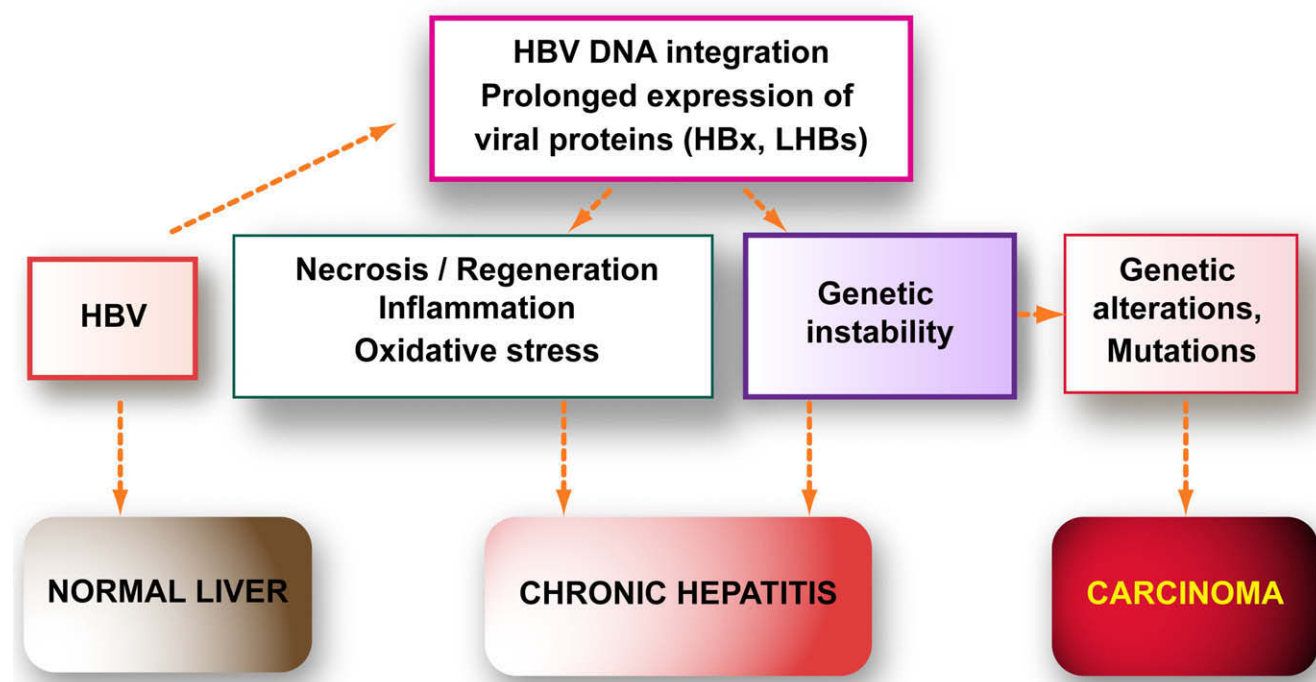 HBV DNA integration
Prolonged expression of
viral proteins (HBx, LHBs)
HBV
Necrosis / Regeneration
Inflammation
Oxidative stress
Genetic
instability
Genetic
alterations,
Mutations
NORMAL LIVER
CHRONIC HEPATITIS
CARCINOMA